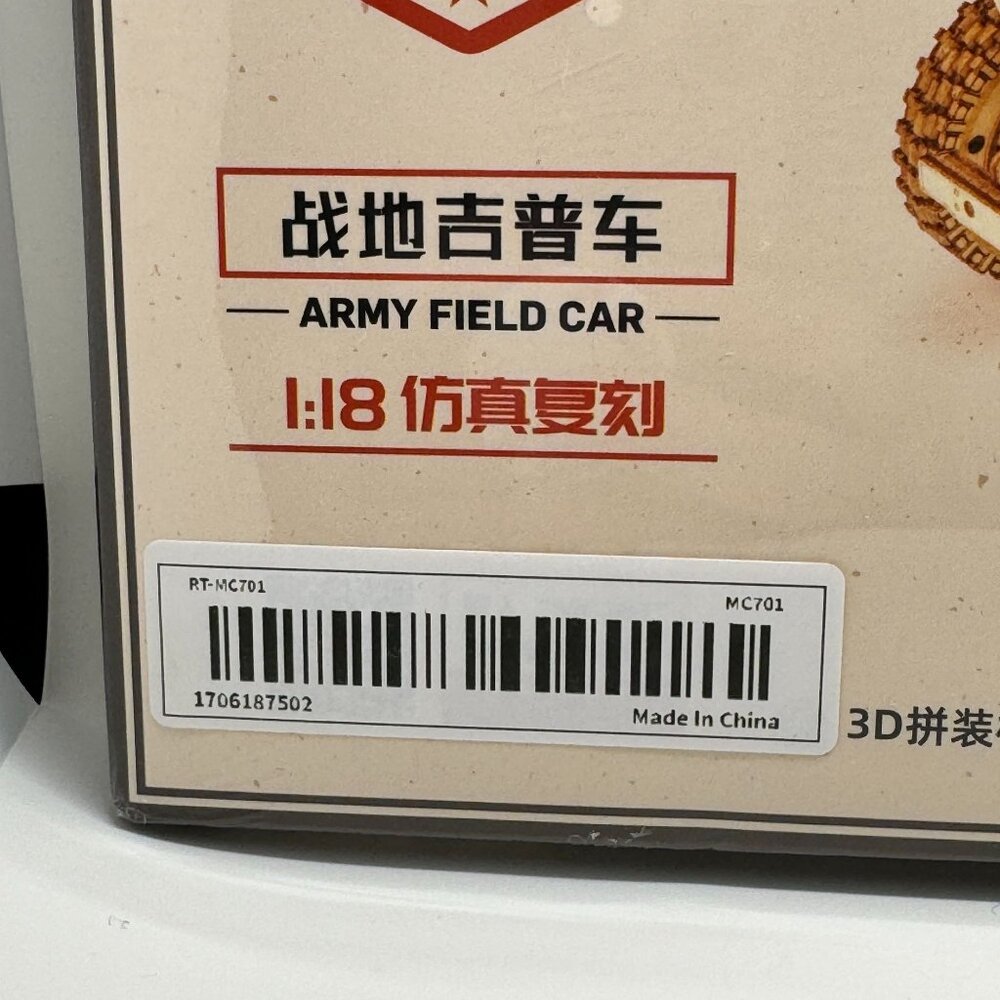 战地吉普车
ARMY FIELD CAR
1:18 仿真复刻
RT-MC701
MC701
1706187502
Made In China
3D拼装